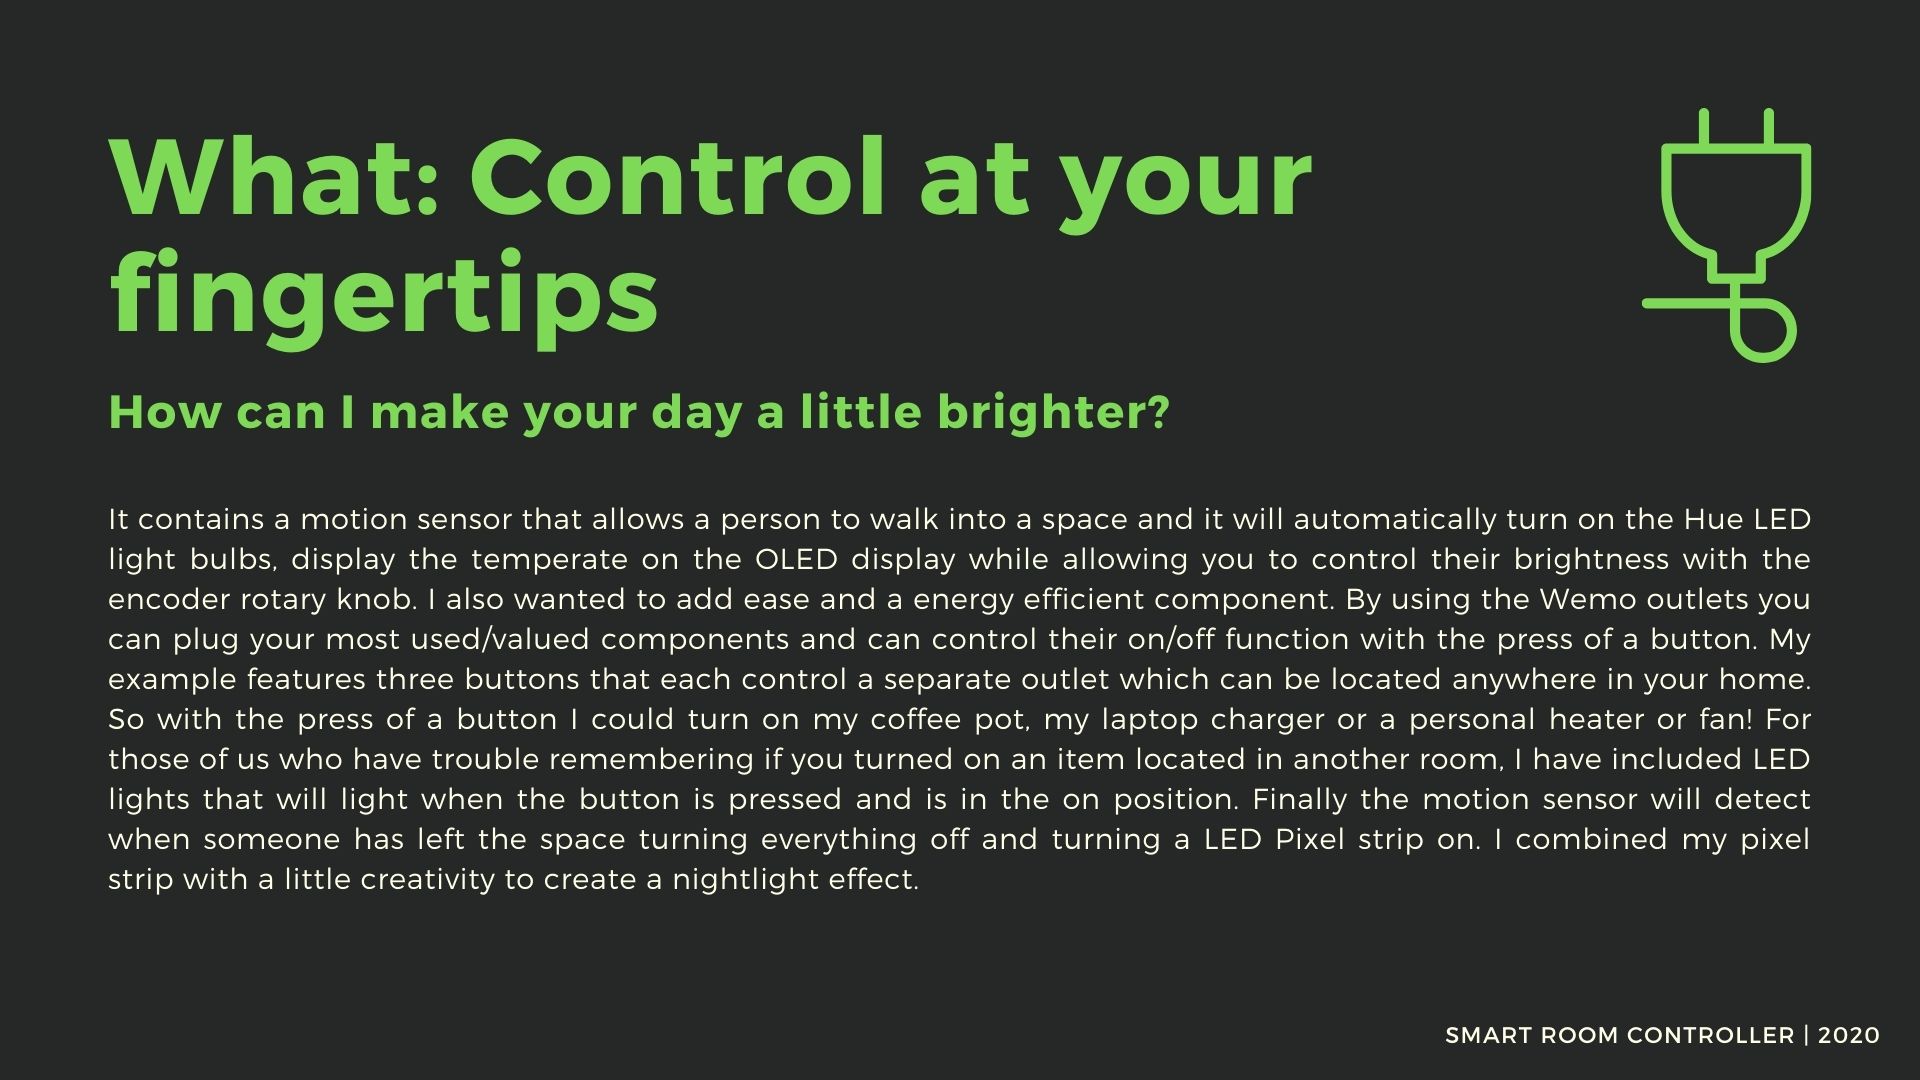 What: Control at your
fingertips
How can I make your day a little brighter?
It contains a motion sensor that allows a person to walk into a space and it will automatically turn on the Hue LED
light bulbs, display the temperate on the OLED display while allowing you to control their brightness with the
encoder rotary knob. I also wanted to add ease and a energy efficient component. By using the Wemo outlets you
can plug your most used/valued components and can control their on/off function with the press of a button. My
example features three buttons that each control a separate outlet which can be located anywhere in your home.
So with the press of a button I could turn on my coffee pot, my laptop charger or a personal heater or fan! For
those of us who have trouble remembering if you turned on an item located in another room, I have included LED
lights that will light when the button is pressed and is in the on position. Finally the motion sensor will detect
when someone has left the space turning everything off and turning a LED Pixel strip on. I combined my pixel
strip with a little creativity to create a nightlight effect.
SMART ROOM CONTROLLER | 2020